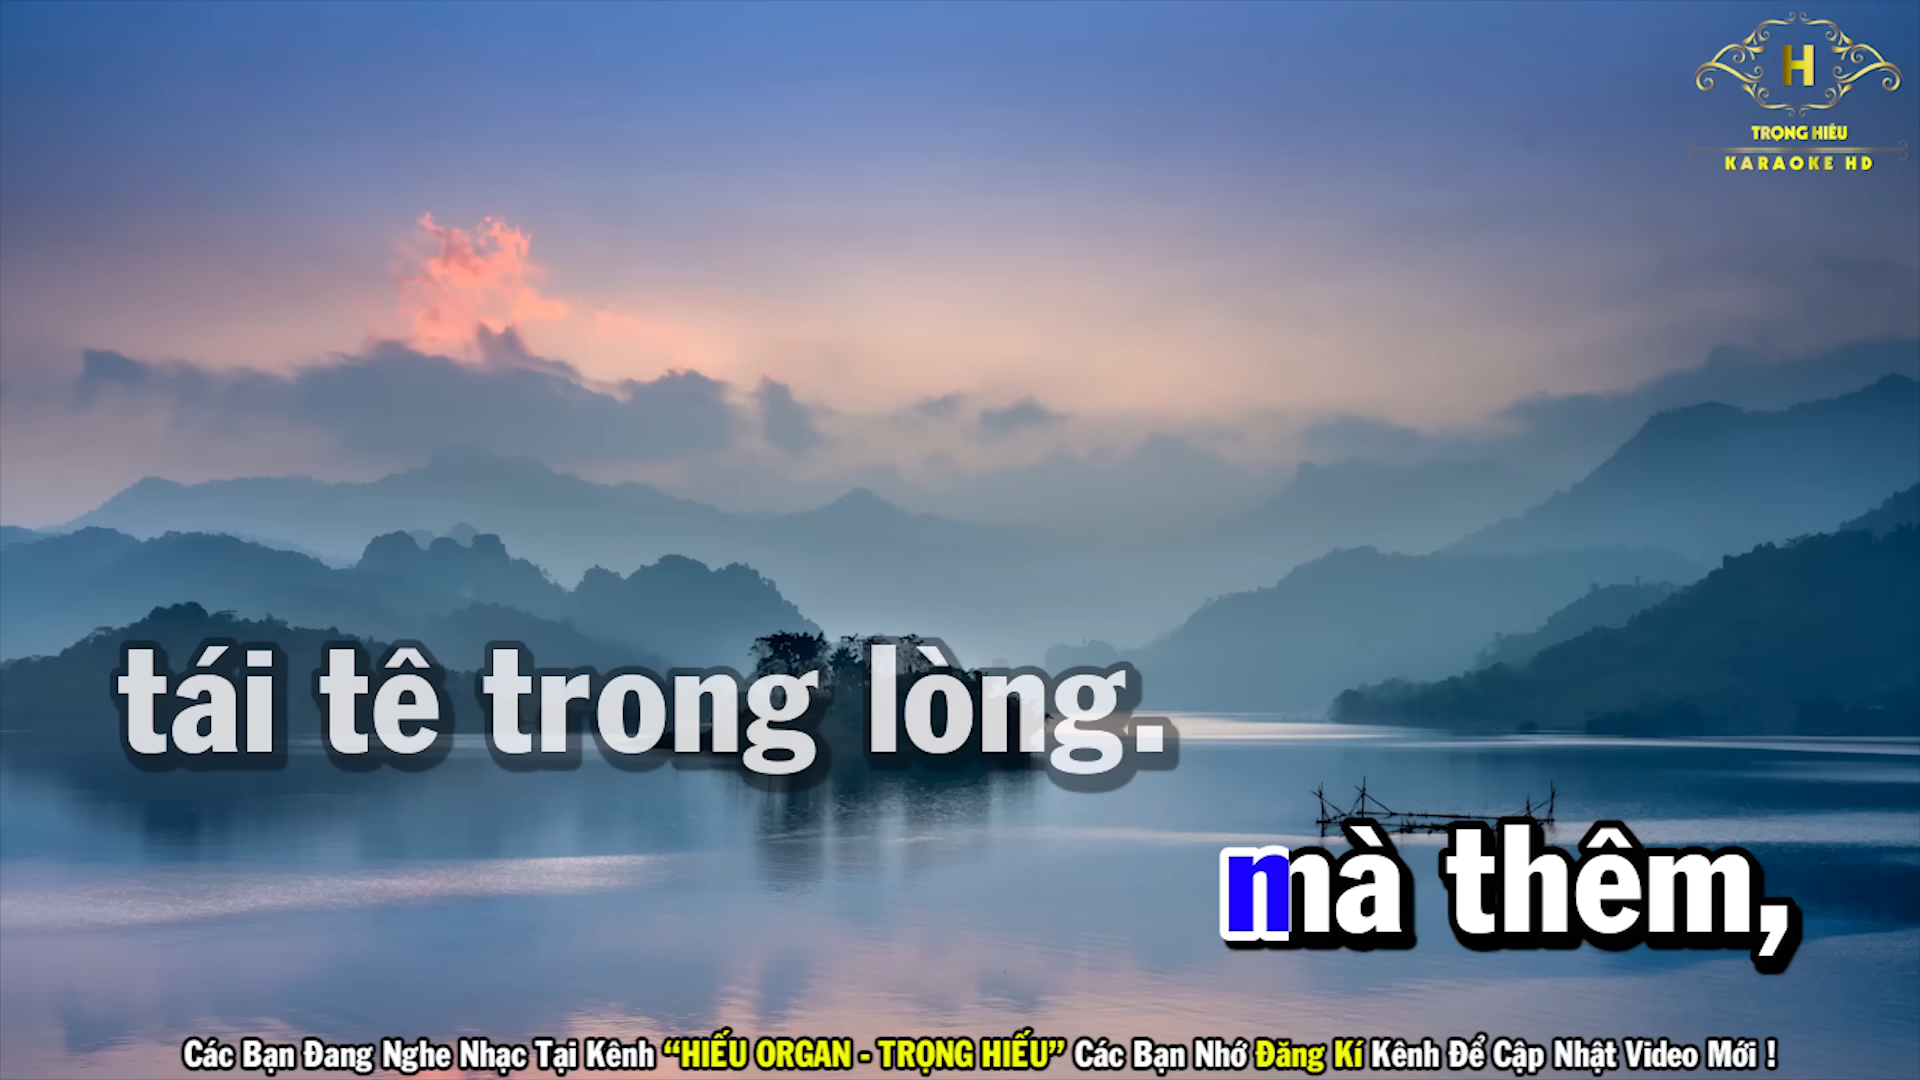 H
TRỌNG HIẾU
KARAOKE HD
tái tê trong lòng.
mà thêm,
Các Bạn Đang Nghe Nhạc Tại Kênh “HIẾU ORGAN - TRỌNG HIẾU” Các Bạn Nhớ Đăng Kí Kênh Để Cập Nhật Video Mới !